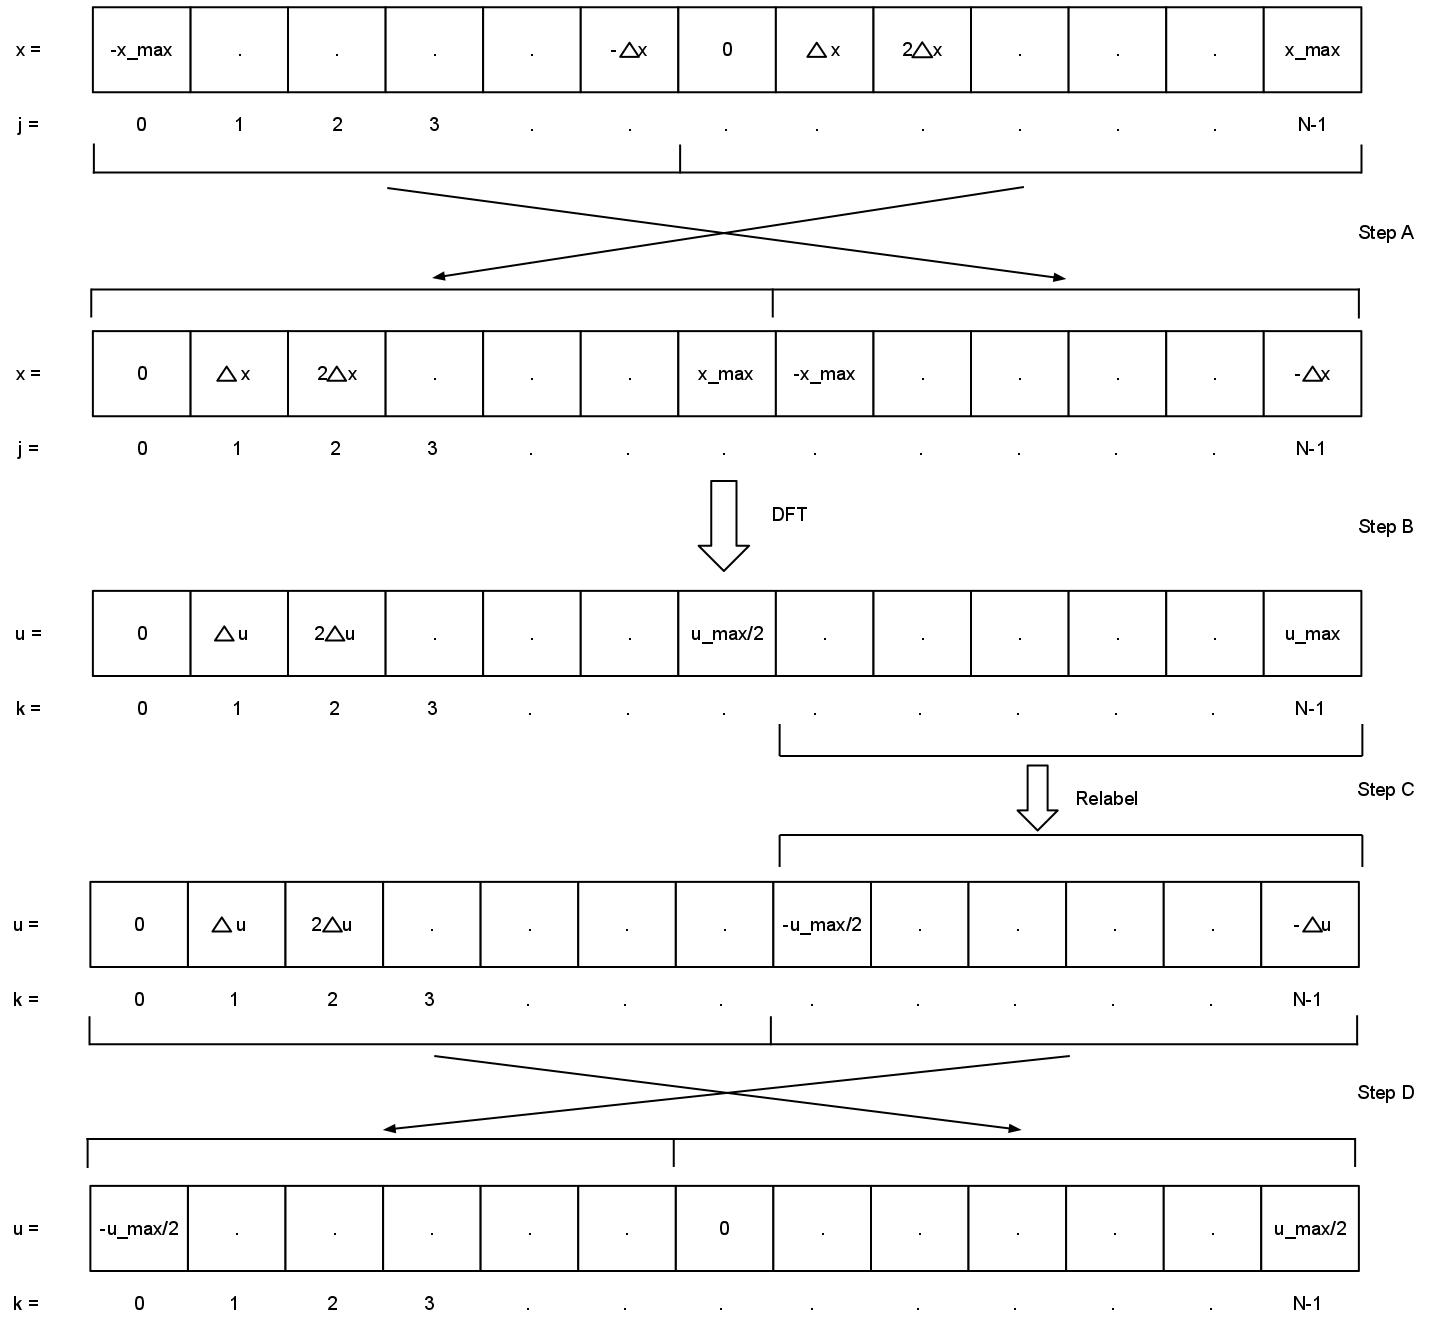 x = -x_max . . . . -△x 0 △x 2△x . . . x_max
j = 0 1 2 3 . . . . . . . . N-1
Step A
x = 0 △x 2△x . . . x_max -x_max . . . . -△x
j = 0 1 2 3 . . . . . . . . N-1
DFT
Step B
u = 0 △u 2△u . . . u_max/2 . . . . . u_max
k = 0 1 2 3 . . . . . . . . N-1
Step C
Relabel
u = 0 △u 2△u . . . . -u_max/2 . . . . -△u
k = 0 1 2 3 . . . . . . . . N-1
Step D
u = -u_max/2 . . . . . 0 . . . . . u_max/2
k = 0 1 2 3 . . . . . . . . N-1